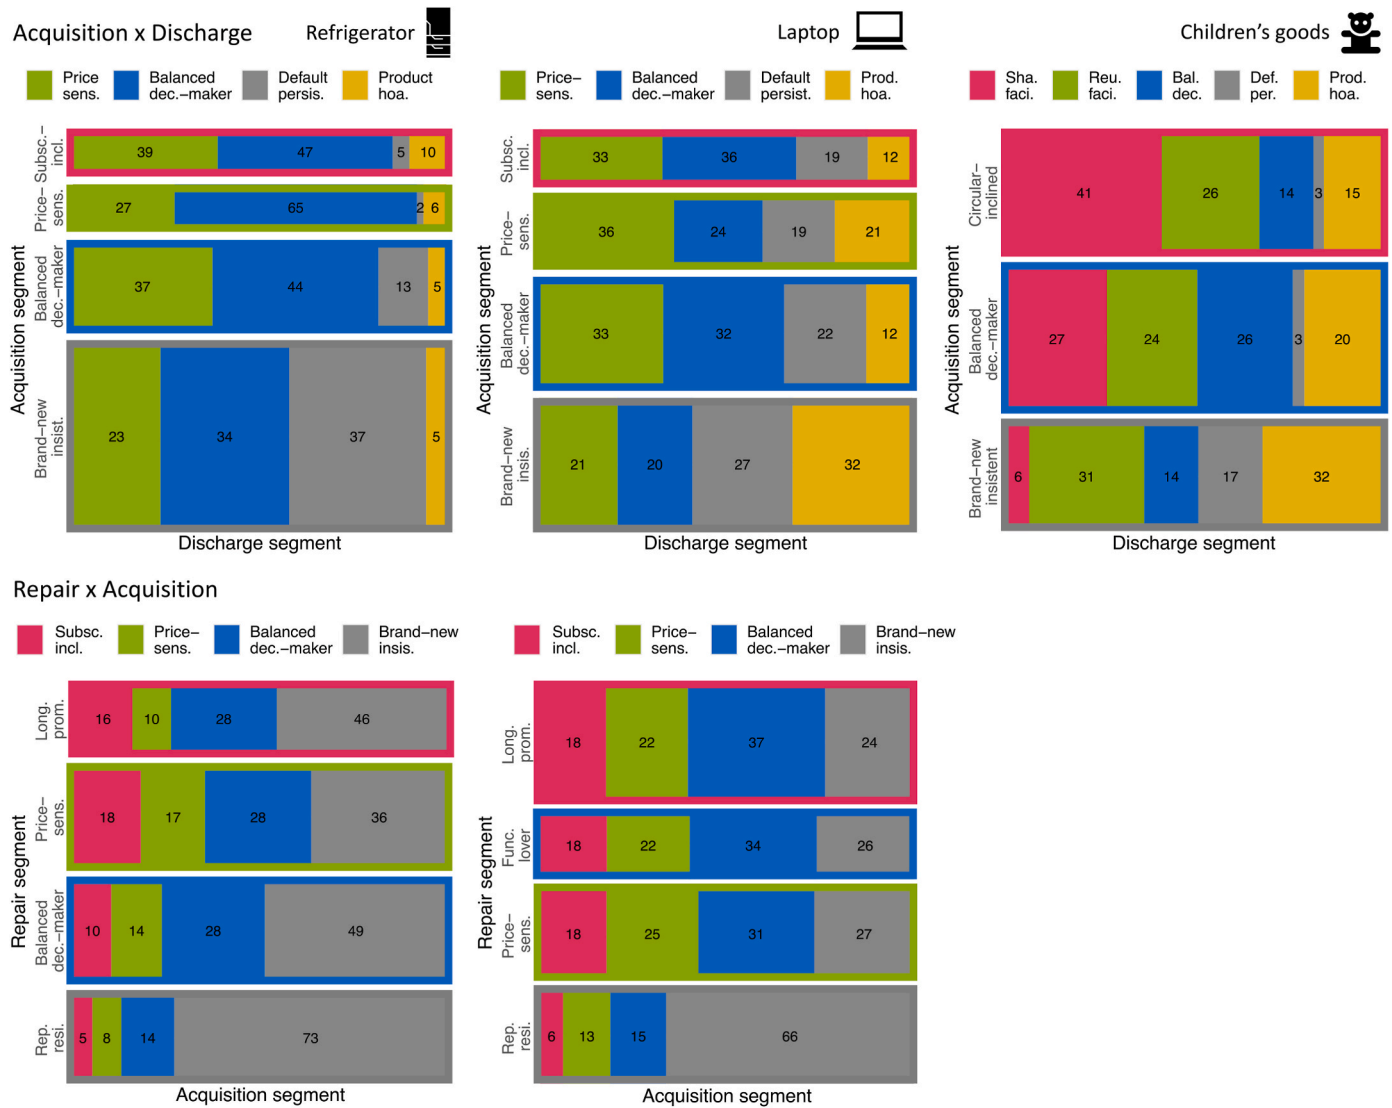 Acquisition x Discharge
Refrigerator
Laptop
Children's goods
Price
sens.
Balanced
dec.−maker
Default
persis.
Product
hoa.
Price−
sens.
Balanced
dec.−maker
Default
persist.
Prod.
hoa.
Sha.
faci.
Reu.
faci.
Bal.
dec.
Def.
per.
Prod.
hoa.
Acquisition segment
Subsc.−
incl.
39 47 5 10
Price−
sens.
27 65 2 6
Balanced
dec.−maker
37 44 13 5
Brand−new
insist.
23 34 37 5
Discharge segment
Acquisition segment
Subsc.
incl.
33 36 19 12
Price−
sens.
36 24 19 21
Balanced
dec.−maker
33 32 22 12
Brand−new
insis.
21 20 27 32
Discharge segment
Acquisition segment
Circular−
inclined
41 26 14 3 15
Balanced
dec.−maker
27 24 26 3 20
Brand−new
insistent
6 31 14 17 32
Discharge segment
Repair x Acquisition
Subsc.
incl.
Price−
sens.
Balanced
dec.−maker
Brand−new
insis.
Subsc.
incl.
Price−
sens.
Balanced
dec.−maker
Brand−new
insis.
Repair segment
Long.
prom.
16 10 28 46
Price−
sens.
18 17 28 36
Balanced
dec.−maker
10 14 28 49
Rep.
resi.
5 8 14 73
Acquisition segment
Repair segment
Long.
prom.
18 22 37 24
Func.
lover
18 22 34 26
Price−
sens.
18 25 31 27
Rep.
resi.
6 13 15 66
Acquisition segment